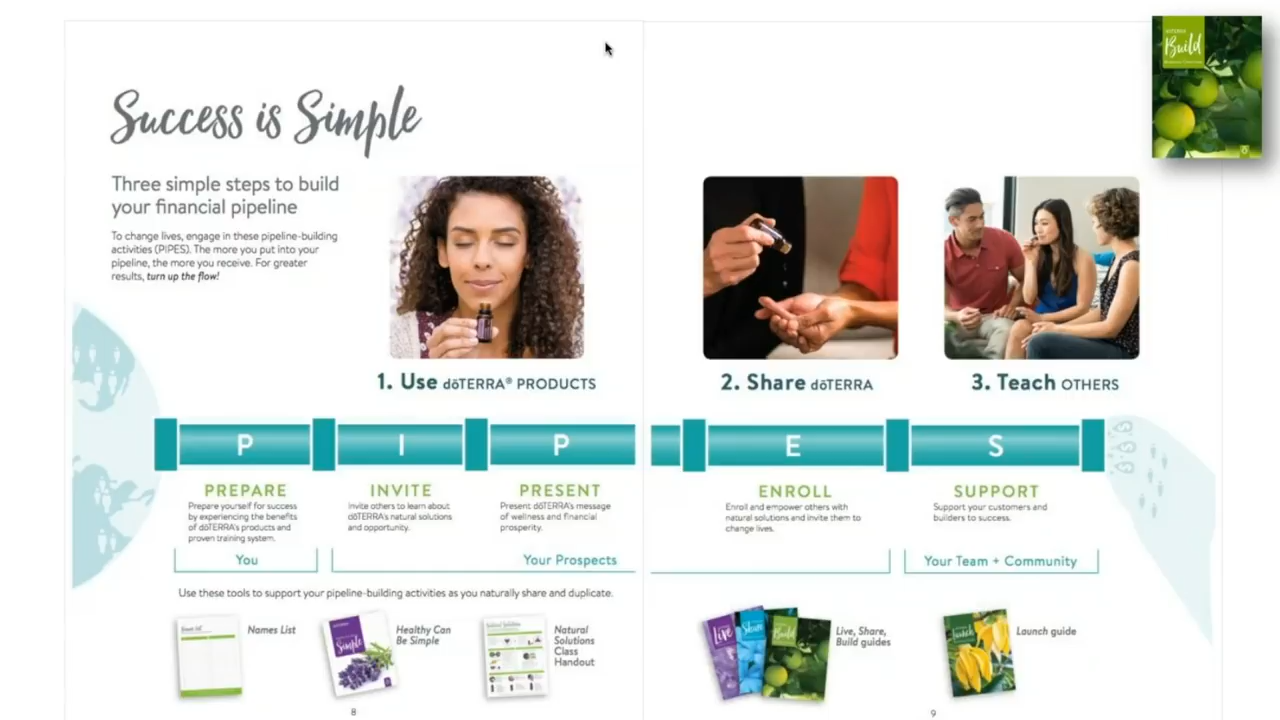 Success is Simple
Three simple steps to build
your financial pipeline
To change lives, engage in these pipeline-building
activities (PIPES). The more you put into your
pipeline, the more you receive. For greater
results, turn up the flow!
1. Use dōTERRA® PRODUCTS
2. Share dōTERRA
3. Teach OTHERS
P
I
P
E
S
PREPARE
Prepare yourself for success
by experiencing the benefits
of dōTERRA's products and
proven training system.
INVITE
Invite others to learn about
dōTERRA's natural solutions
and opportunity.
PRESENT
Present dōTERRA's message
of wellness and financial
prosperity.
ENROLL
Enroll and empower others with
natural solutions and invite them to
change lives.
SUPPORT
Support your customers and
builders to success.
You
Your Prospects
Your Team + Community
Use these tools to support your pipeline-building activities as you naturally share and duplicate.
Names List
Simple
Healthy Can
Be Simple
Natural
Solutions
Class
Handout
Live
Share
Build
Live, Share,
Build guides
Launch
Launch guide
8
9
dōTERRA
Build